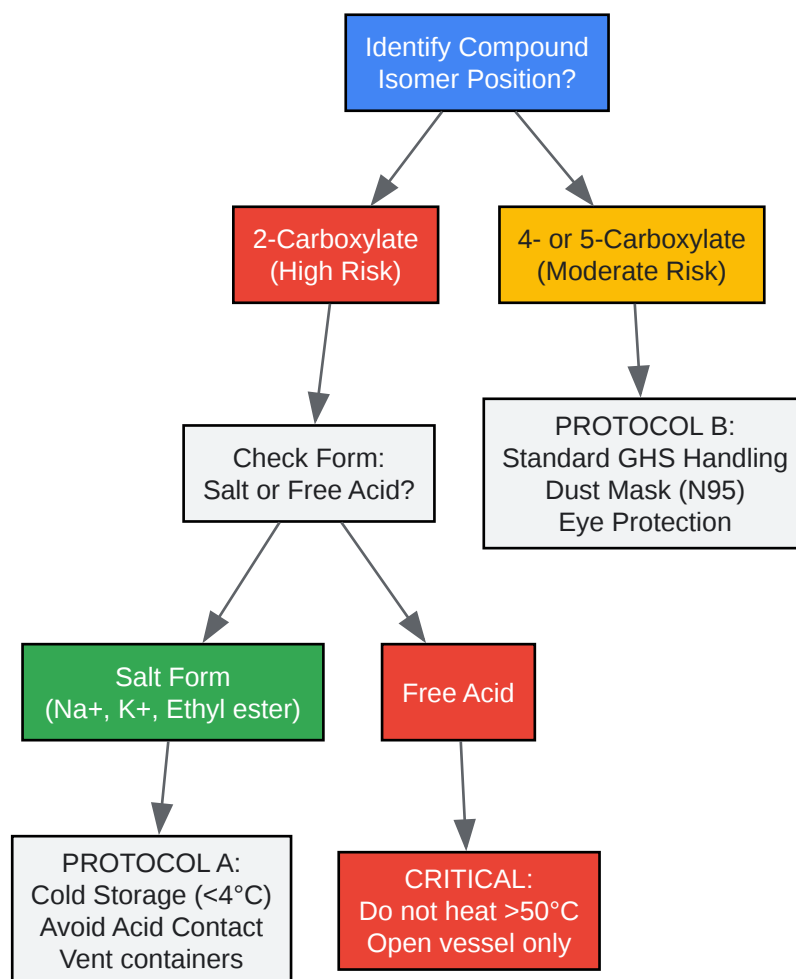 Identify Compound
Isomer Position?
2-Carboxylate
(High Risk)
4- or 5-Carboxylate
(Moderate Risk)
PROTOCOL B:
Standard GHS Handling
Dust Mask (N95)
Eye Protection
Check Form:
Salt or Free Acid?
Salt Form
(Na+, K+, Ethyl ester)
Free Acid
PROTOCOL A:
Cold Storage (<4°C)
Avoid Acid Contact
Vent containers
CRITICAL:
Do not heat >50°C
Open vessel only